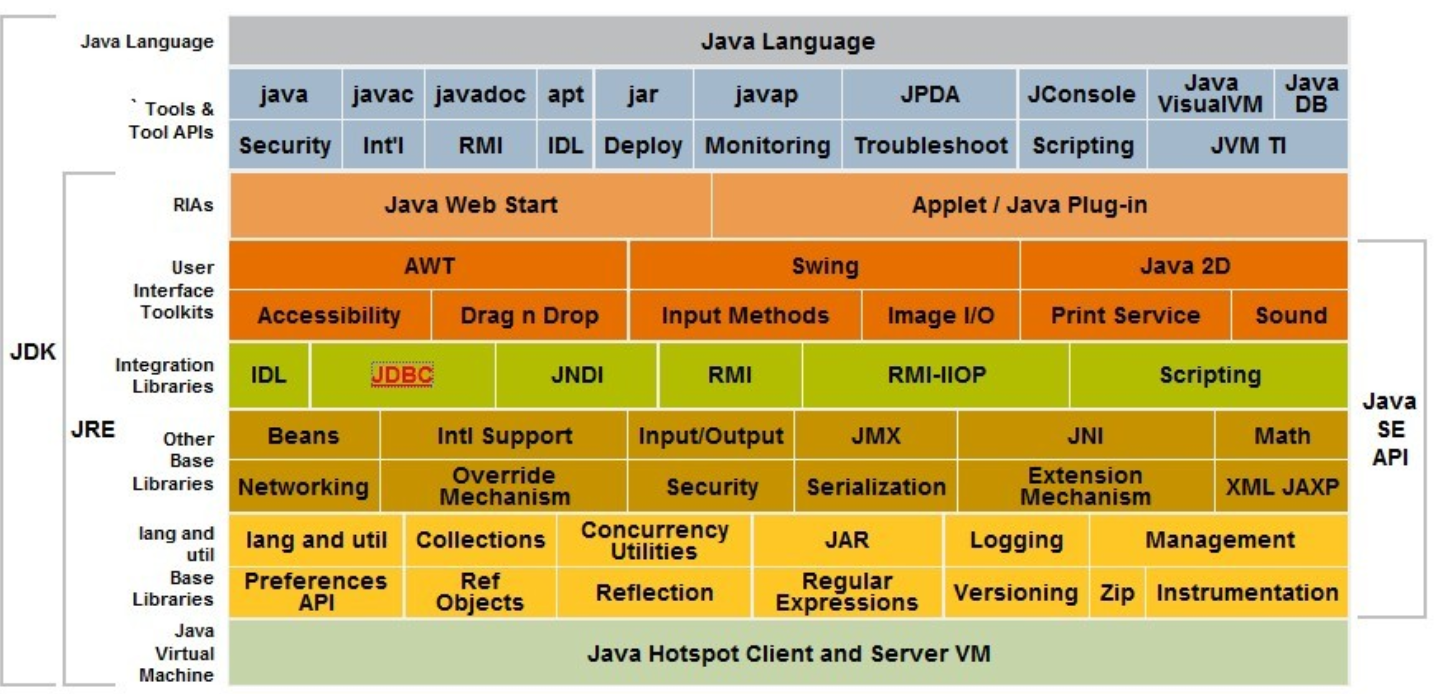 Java Language Java Language
` Tools & Tool APIs
java javac javadoc apt jar javap JPDA JConsole Java VisualVM Java DB
Security Int'l RMI IDL Deploy Monitoring Troubleshoot Scripting JVM TI
RIAs Java Web Start Applet / Java Plug-in
User Interface Toolkits
AWT Swing Java 2D
Accessibility Drag n Drop Input Methods Image I/O Print Service Sound
JDK
Integration Libraries
IDL JDBC JNDI RMI RMI-IIOP Scripting
JRE
Java SE API
Other Base Libraries
Beans Intl Support Input/Output JMX JNI Math
Networking Override Mechanism Security Serialization Extension Mechanism XML JAXP
lang and util Base Libraries
lang and util Collections Concurrency Utilities JAR Logging Management
Preferences API Ref Objects Reflection Regular Expressions Versioning Zip Instrumentation
Java Virtual Machine
Java Hotspot Client and Server VM